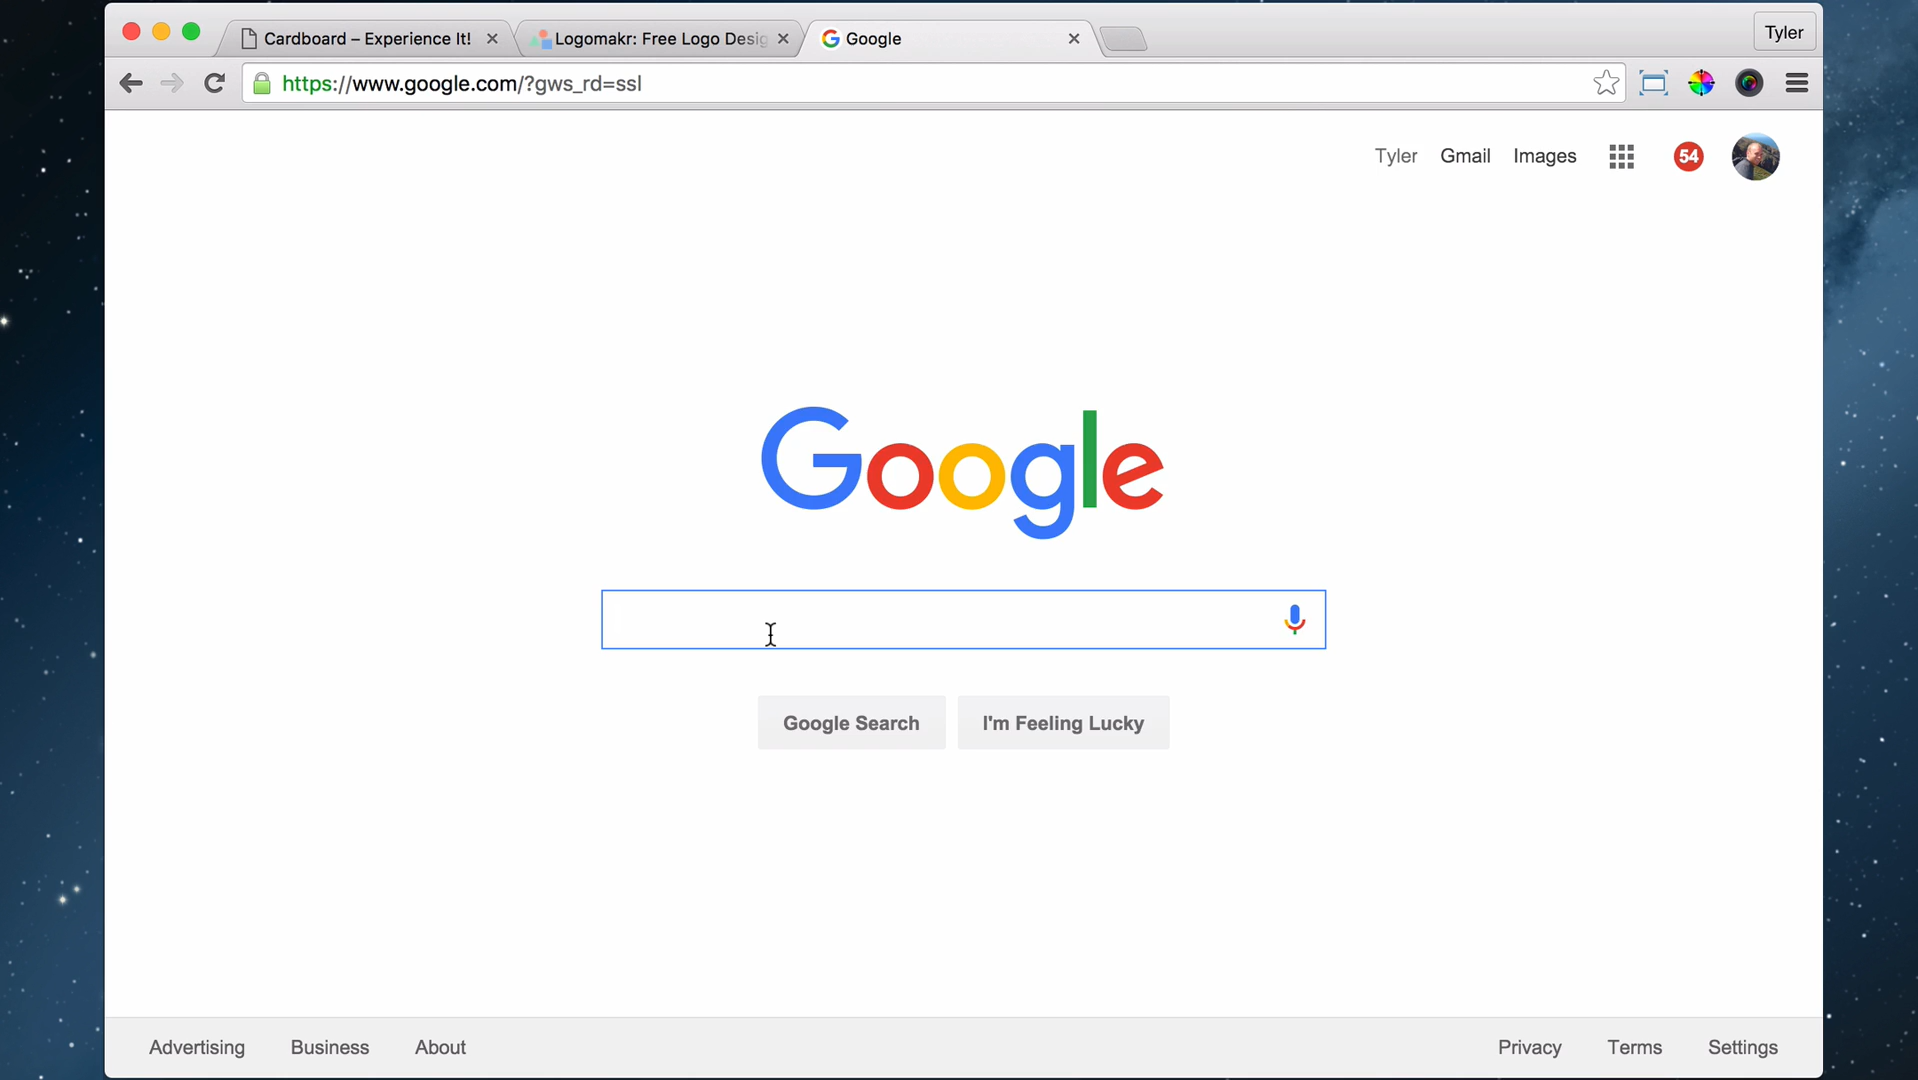 Cardboard – Experience It!
Logomakr: Free Logo Desig
Google
Tyler
https://www.google.com/?gws_rd=ssl
Tyler Gmail Images 54
Google
Google Search I'm Feeling Lucky
Advertising Business About Privacy Terms Settings